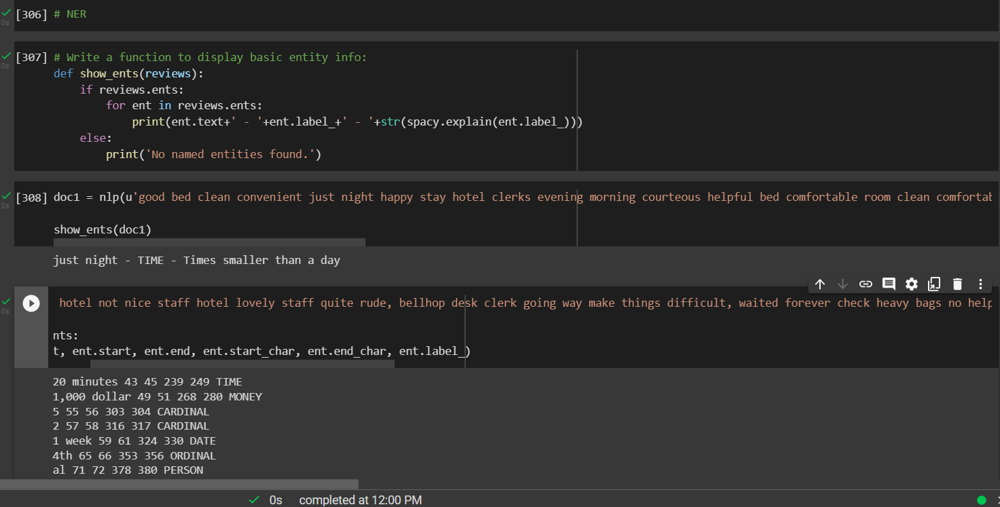 [306] # NER
0s
[307] # Write a function to display basic entity info:
0s
def show_ents(reviews):
if reviews.ents:
for ent in reviews.ents:
print(ent.text+' - '+ent.label_+' - '+str(spacy.explain(ent.label_)))
else:
print('No named entities found.')
[308] doc1 = nlp(u'good bed clean convenient just night happy stay hotel clerks evening morning courteous helpful bed comfortable room clean comfortab
0s
show_ents(doc1)
just night - TIME - Times smaller than a day
hotel not nice staff hotel lovely staff quite rude, bellhop desk clerk going way make things difficult, waited forever check heavy bags no help
0s
nts:
t, ent.start, ent.end, ent.start_char, ent.end_char, ent.label_)
20 minutes 43 45 239 249 TIME
1,000 dollar 49 51 268 280 MONEY
5 55 56 303 304 CARDINAL
2 57 58 316 317 CARDINAL
1 week 59 61 324 330 DATE
4th 65 66 353 356 ORDINAL
al 71 72 378 380 PERSON
0s completed at 12:00 PM